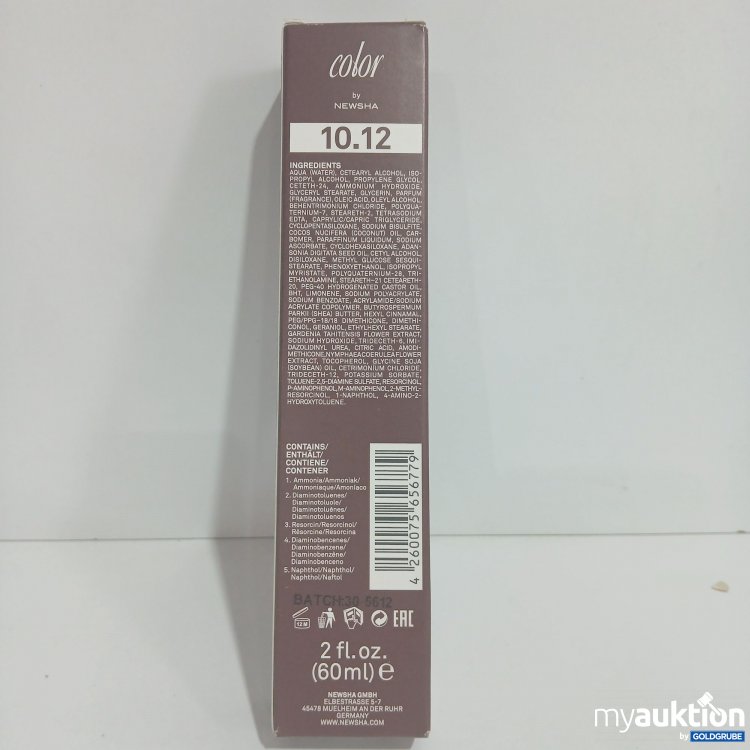 color
by
NEWSHA
10.12
INGREDIENTS
AQUA (WATER), CETEARYL ALCOHOL, ISO-
PROPYL ALCOHOL, PROPYLENE GLYCOL,
CETETH-24, AMMONIUM HYDROXIDE,
GLYCERYL STEARATE, GLYCERIN, PARFUM
(FRAGRANCE), OLEIC ACID, OLEYL ALCOHOL,
BEHENTRIMONIUM CHLORIDE, POLYQUA-
TERNIUM-7, STEARETH-2, TETRASODIUM
EDTA, CAPRYLIC/CAPRIC TRIGLYCERIDE,
CYCLOPENTASILOXANE, SODIUM BISULFITE,
COCOS NUCIFERA (COCONUT) OIL, CAR-
BOMER, PARAFFINUM LIQUIDUM, SODIUM
ASCORBATE, CYCLOHEXASILOXANE, ADAN-
SONIA DIGITATA SEED OIL, CETYL ALCOHOL,
DISILOXANE, METHYL GLUCOSE SESQUI-
STEARATE, PHENOXYETHANOL, ISOPROPYL
MYRISTATE, POLYQUATERNIUM-28, TRI-
ETHANOLAMINE, STEARETH-21 CETEARETH-
20, PEG-40 HYDROGENATED CASTOR OIL,
BHT, LIMONENE, SODIUM POLYACRYLATE,
SODIUM BENZOATE, ACRYLAMIDE/SODIUM
ACRYLATE COPOLYMER, BUTYROSPERMUM
PARKII (SHEA) BUTTER, HEXYL CINNAMAL,
PEG/PPG-18/18 DIMETHICONE, DIMETHI-
CONOL, GERANIOL, ETHYLHEXYL STEARATE,
GARDENIA TAHITENSIS FLOWER EXTRACT,
SODIUM HYDROXIDE, TRIDECETH-6, IMI-
DAZOLIDINYL UREA, CITRIC ACID, AMODI-
METHICONE, NYMPHAEA COERULEA FLOWER
EXTRACT, TOCOPHEROL, GLYCINE SOJA
(SOYBEAN) OIL, CETRIMONIUM CHLORIDE,
TRIDECETH-12, POTASSIUM SORBATE,
TOLUENE-2,5-DIAMINE SULFATE, RESORCINOL,
P-AMINOPHENOL, M-AMINOPHENOL, 2-METHYL-
RESORCINOL, 1-NAPHTHOL, 4-AMINO-2-
HYDROXYTOLUENE.
CONTAINS/
ENTHÄLT/
CONTIENE/
CONTENER
1. Ammonia/Ammoniak/
Ammoniaque/Amoníaco
2. Diaminotoluenes/
Diaminotoluole/
Diaminotoluènes/
Diaminotoluenos
3. Resorcin/Resorcinol/
Résorcine/Resorcina
4. Diaminobencenes/
Diaminobenzene/
Diaminobenzène/
Diaminobenceno
5. Naphthol/Naphthol/
Naphthol/Naftol
4 260075 656779
BATCH:36 5612
12 M
EAC
2 fl. oz.
(60ml) e
NEWSHA GMBH
ELBESTRASSE 5-7
45478 MUELHEIM AN DER RUHR
GERMANY
WWW.NEWSHA.COM
myauktion
by GOLDGRUBE